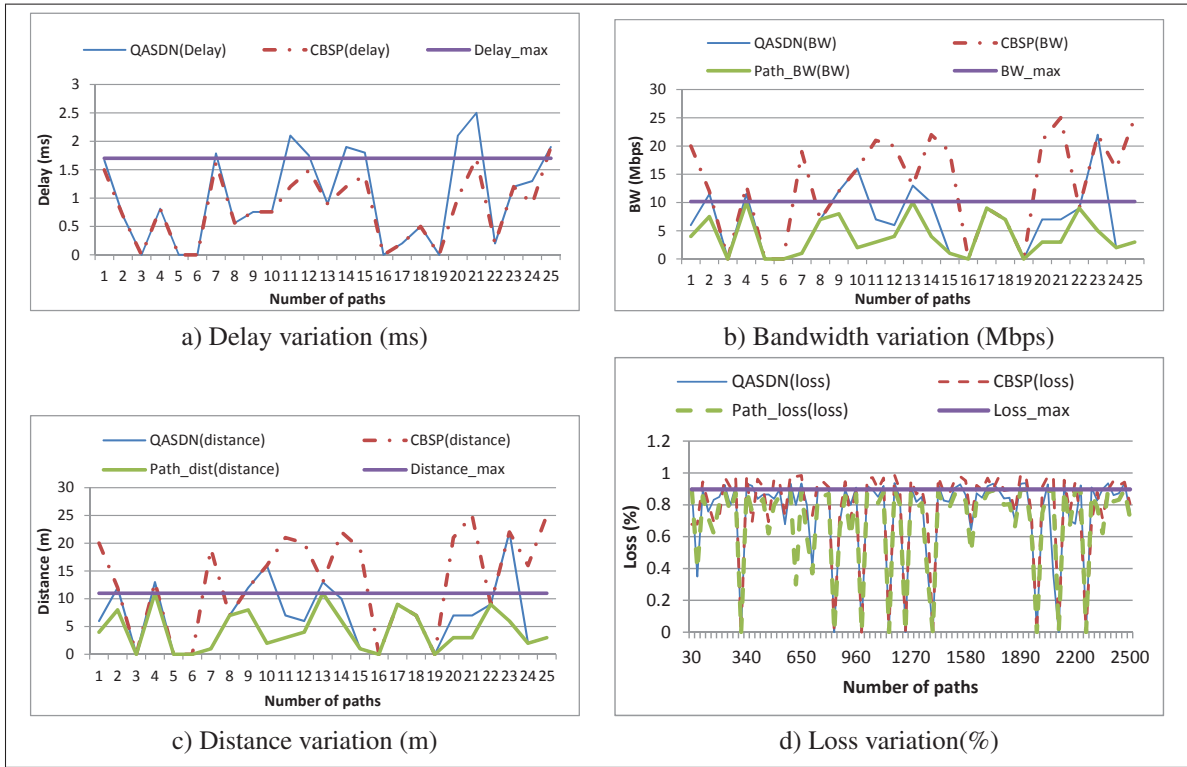 QASDN(Delay) CBSP(delay) Delay_max
3
2.5
2
1.5
1
0.5
0
Delay (ms)
1 2 3 4 5 6 7 8 9 10 11 12 13 14 15 16 17 18 19 20 21 22 23 24 25
Number of paths
a) Delay variation (ms)
QASDN(BW) CBSP(BW)
Path_BW(BW) BW_max
30
25
20
15
10
5
0
BW (Mbps)
1 2 3 4 5 6 7 8 9 10 11 12 13 14 15 16 17 18 19 20 21 22 23 24 25
Number of paths
b) Bandwidth variation (Mbps)
QASDN(distance) CBSP(distance)
Path_dist(distance) Distance_max
30
25
20
15
10
5
0
Distance (m)
1 2 3 4 5 6 7 8 9 10 11 12 13 14 15 16 17 18 19 20 21 22 23 24 25
Number of paths
c) Distance variation (m)
QASDN(loss) CBSP(loss)
Path_loss(loss) Loss_max
1.2
1
0.8
0.6
0.4
0.2
0
Loss (%)
30 340 650 960 1270 1580 1890 2200 2500
Number of paths
d) Loss variation(%)